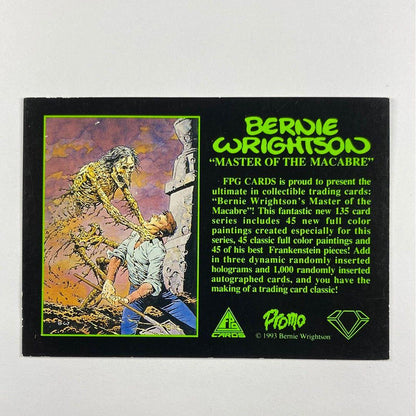 BERNIE
WRIGHTSON
"MASTER OF THE MACABRE"
FPG CARDS is proud to present the
ultimate in collectible trading cards:
"Bernie Wrightson's Master of the
Macabre"! This fantastic new 135 card
series includes 45 new full color
paintings created especially for this
series, 45 classic full color paintings and
45 of his best Frankenstein pieces! Add
in three dynamic randomly inserted
holograms and 1,000 randomly inserted
autographed cards, and you have the
making of a trading card classic!
FPG
CARDS
Promo
© 1993 Bernie Wrightson
BW